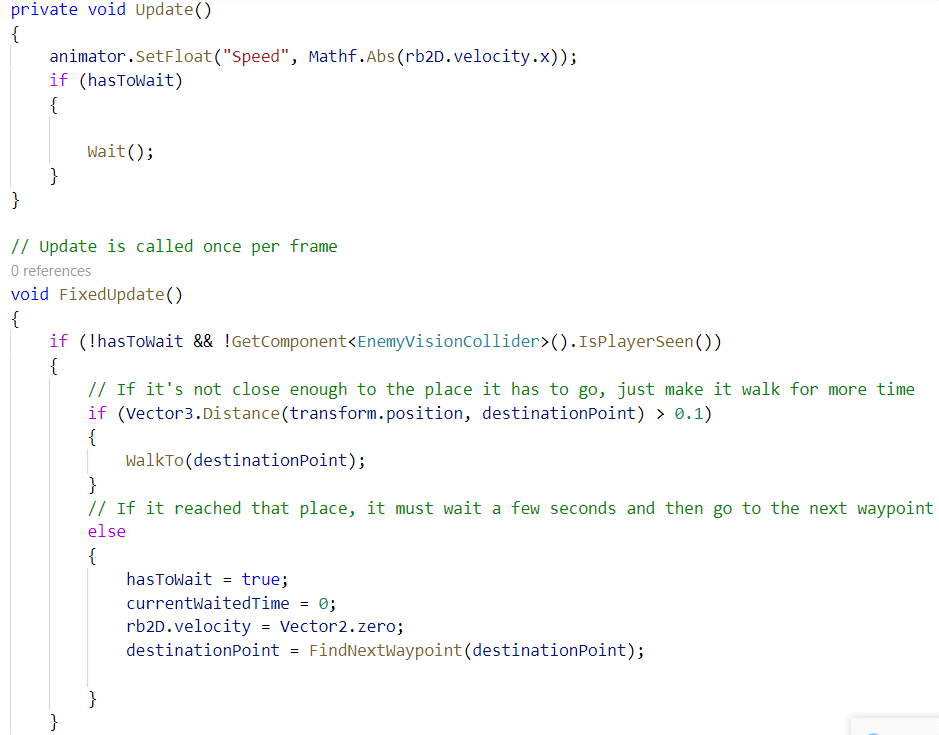 private void Update()
{
    animator.SetFloat("Speed", Mathf.Abs(rb2D.velocity.x));
    if (hasToWait)
    {

        Wait();
    }
}

// Update is called once per frame
0 references
void FixedUpdate()
{
    if (!hasToWait && !GetComponent<EnemyVisionCollider>().IsPlayerSeen())
    {
        // If it's not close enough to the place it has to go, just make it walk for more time
        if (Vector3.Distance(transform.position, destinationPoint) > 0.1)
        {
            WalkTo(destinationPoint);
        }
        // If it reached that place, it must wait a few seconds and then go to the next waypoint
        else
        {
            hasToWait = true;
            currentWaitedTime = 0;
            rb2D.velocity = Vector2.zero;
            destinationPoint = FindNextWaypoint(destinationPoint);

        }
    }